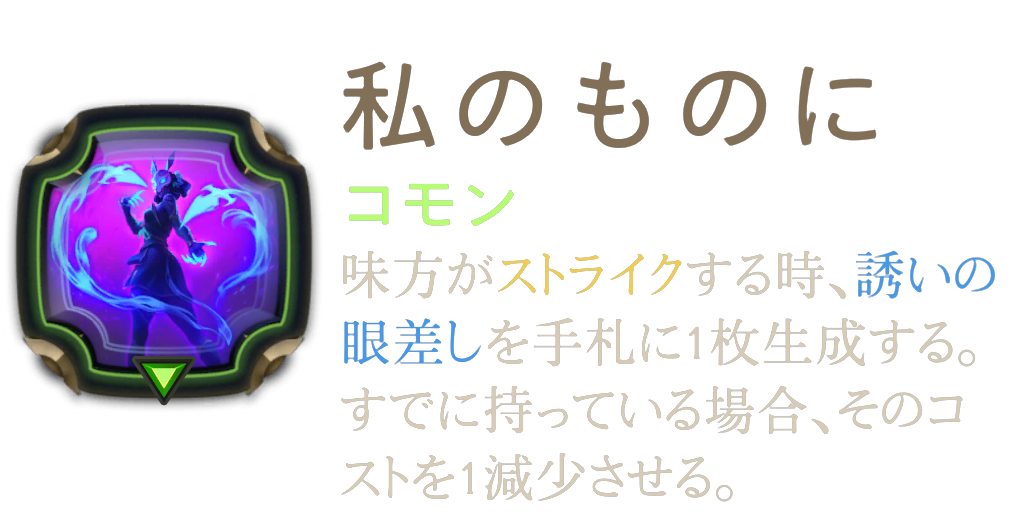 私のものに
コモン
味方がストライクする時、誘いの
眼差しを手札に1枚生成する。
すでに持っている場合、そのコ
ストを1減少させる。